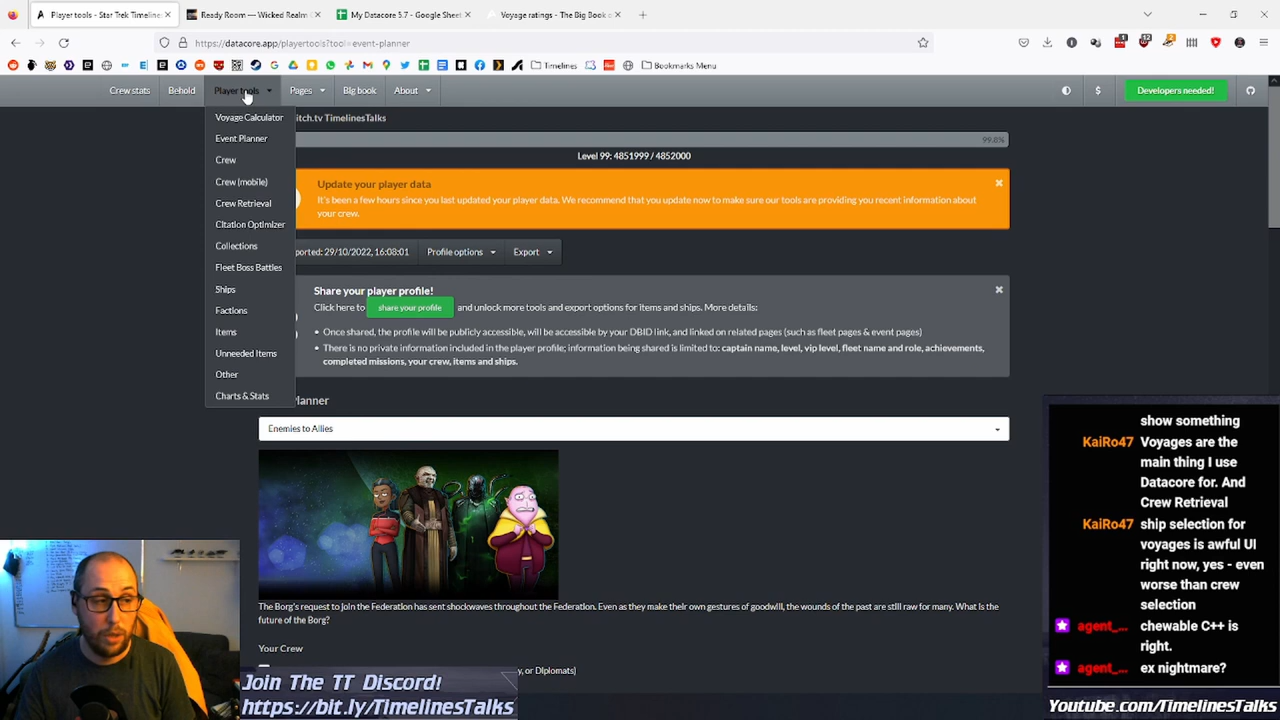 Player tools - Star Trek Timeline
Ready Room — Wicked Realm
My Datacore 5.7 - Google Sheet
Voyage ratings - The Big Book o
https://datacore.app/playertools?tool=event-planner
Timelines
Bookmarks Menu
Crew stats
Behold
Player tools
Pages
Big book
About
$
Developers needed!
Voyage Calculator
Event Planner
Crew
Crew (mobile)
Crew Retrieval
Citation Optimizer
Collections
Fleet Boss Battles
Ships
Factions
Items
Unneeded Items
Other
Charts & Stats
itch.tv TimelinesTalks
99.8%
Level 99: 4851999 / 4852000
Update your player data
It's been a few hours since you last updated your player data. We recommend that you update now to make sure our tools are providing you recent information about
your crew.
ported: 29/10/2022, 16:08:01
Profile options
Export
Share your player profile!
Click here to share your profile and unlock more tools and export options for items and ships. More details:
• Once shared, the profile will be publicly accessible, will be accessible by your DBID link, and linked on related pages (such as fleet pages & event pages)
• There is no private information included in the player profile; information being shared is limited to: captain name, level, vip level, fleet name and role, achievements,
completed missions, your crew, items and ships.
Planner
Enemies to Allies
The Borg's request to join the Federation has sent shockwaves throughout the Federation. Even as they make their own gestures of goodwill, the wounds of the past are still raw for many. What is the
future of the Borg?
Your Crew
y, or Diplomats)
Join The TT Discord!
https://bit.ly/TimelinesTalks
show something
KaiRo47 Voyages are the
main thing I use
Datacore for. And
Crew Retrieval
KaiRo47 ship selection for
voyages is awful UI
right now, yes - even
worse than crew
selection
agent_... chewable C++ is
right.
agent_... ex nightmare?
Youtube.com/TimelinesTalks